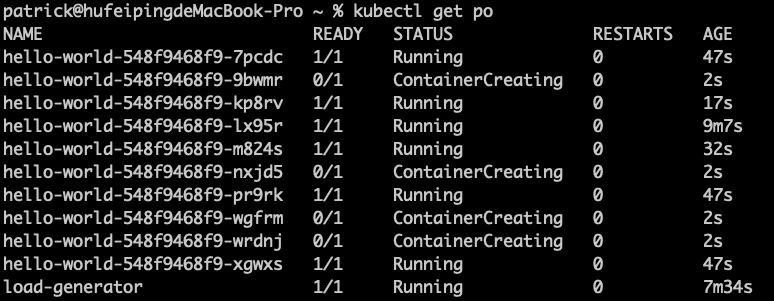 patrick@hufeipingdeMacBook-Pro ~ % kubectl get po
NAME READY STATUS RESTARTS AGE
hello-world-548f9468f9-7pcdc 1/1 Running 0 47s
hello-world-548f9468f9-9bwmr 0/1 ContainerCreating 0 2s
hello-world-548f9468f9-kp8rv 1/1 Running 0 17s
hello-world-548f9468f9-lx95r 1/1 Running 0 9m7s
hello-world-548f9468f9-m824s 1/1 Running 0 32s
hello-world-548f9468f9-nxjd5 0/1 ContainerCreating 0 2s
hello-world-548f9468f9-pr9rk 1/1 Running 0 47s
hello-world-548f9468f9-wgfrm 0/1 ContainerCreating 0 2s
hello-world-548f9468f9-wrdnj 0/1 ContainerCreating 0 2s
hello-world-548f9468f9-xgwxs 1/1 Running 0 47s
load-generator 1/1 Running 0 7m34s